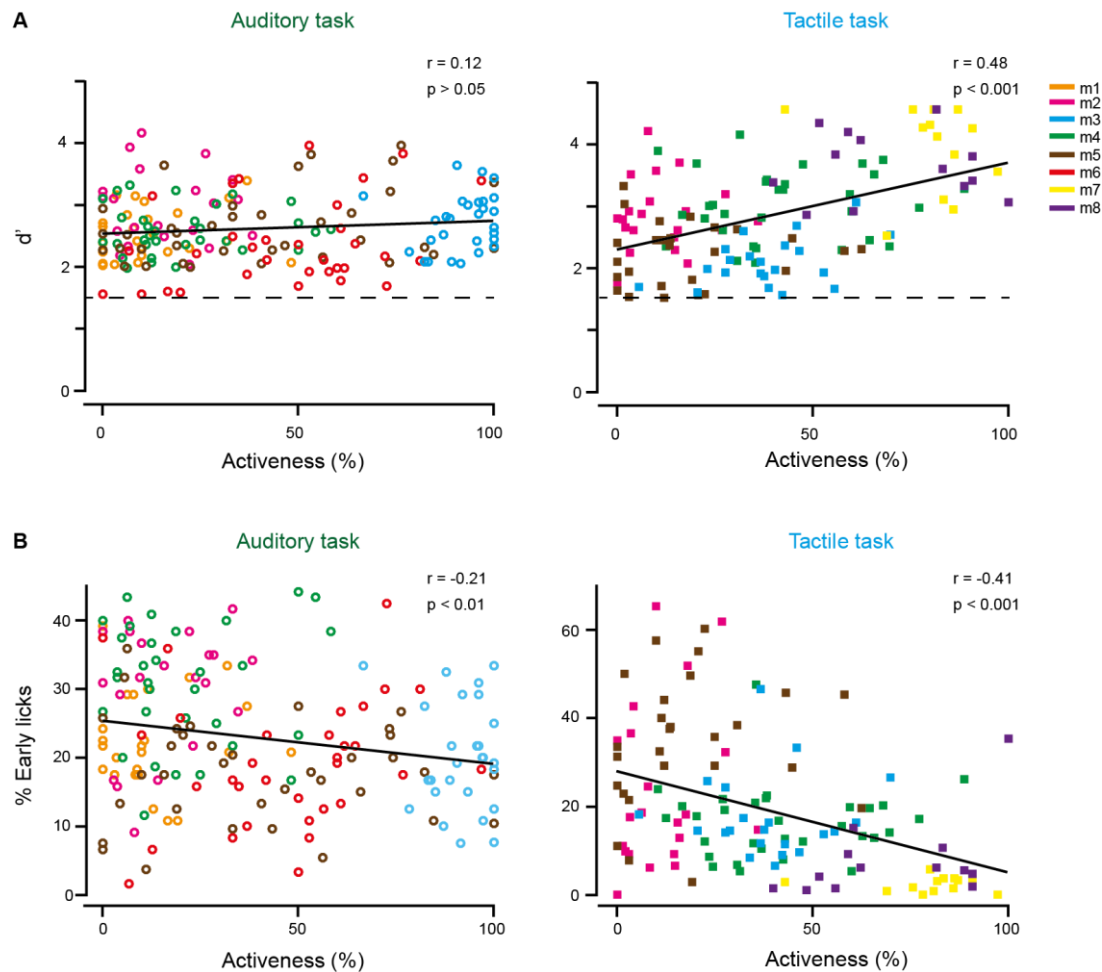 A
Auditory task
Tactile task
r = 0.12
p > 0.05
r = 0.48
p < 0.001
m1
m2
m3
m4
m5
m6
m7
m8
d'
4
2
0
4
2
0
0 50 100
Activeness (%)
0 50 100
Activeness (%)
B
Auditory task
Tactile task
r = -0.21
p < 0.01
r = -0.41
p < 0.001
% Early licks
40
30
20
10
0
60
40
20
0
0 50 100
Activeness (%)
0 50 100
Activeness (%)